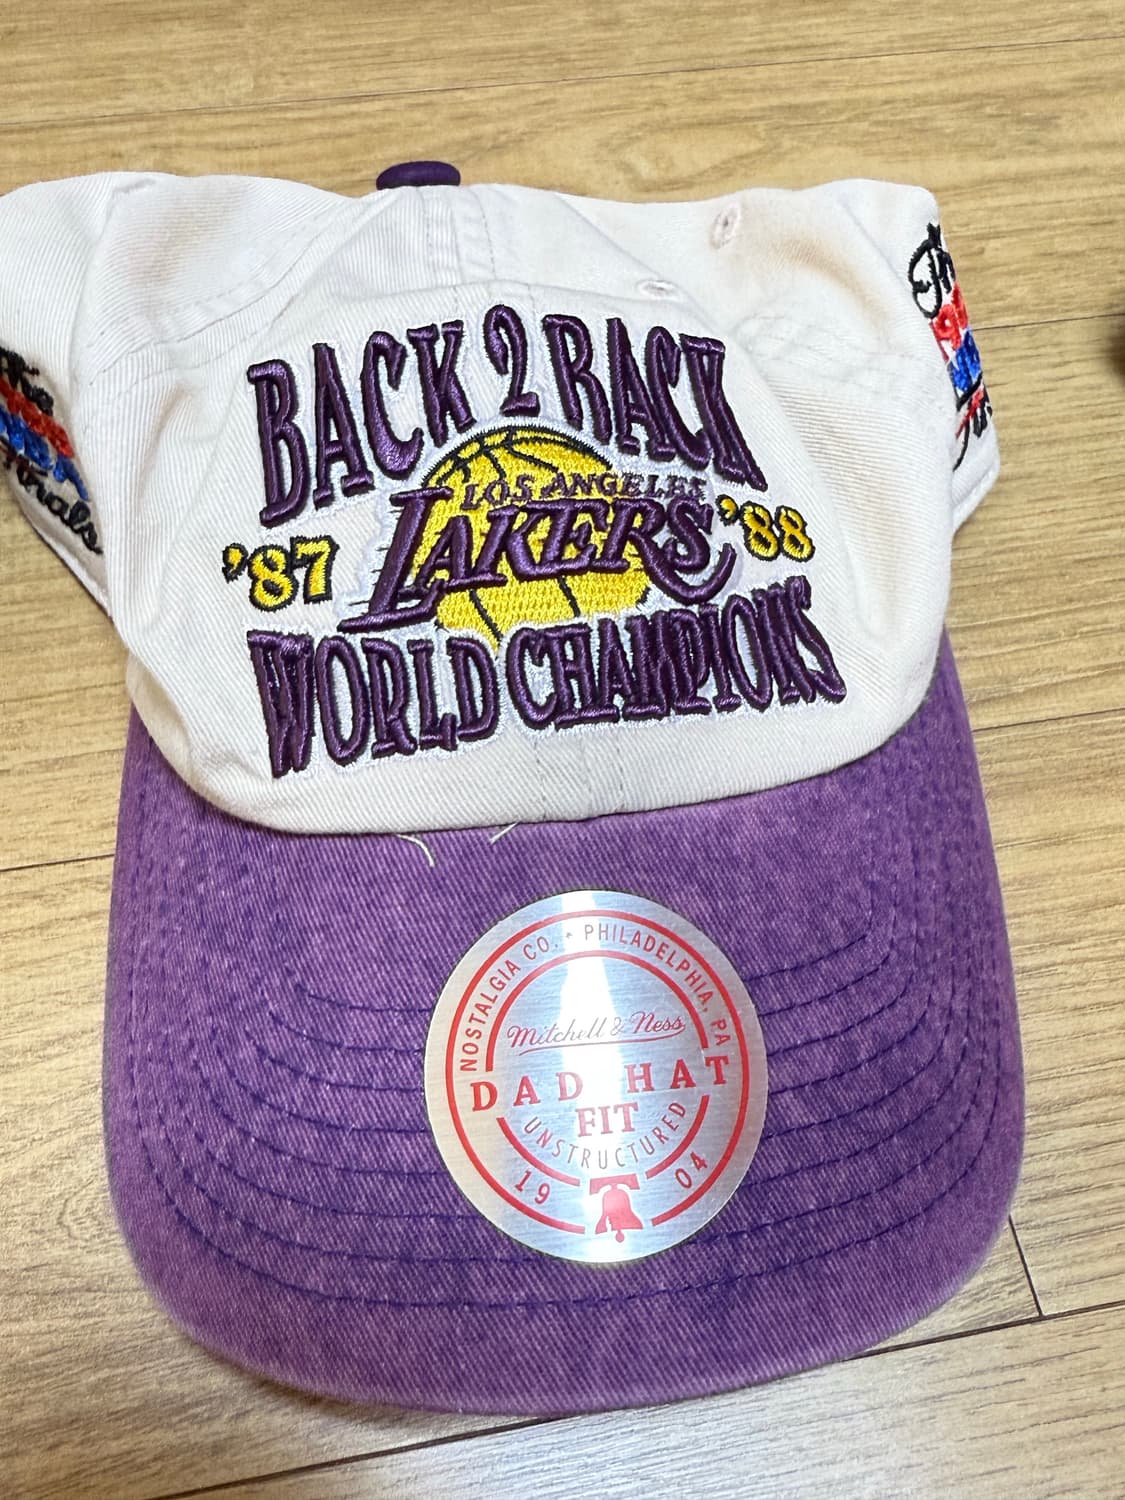 BACK 2 BACK
LOS ANGELES
LAKERS
'87
'88
WORLD CHAMPIONS
The
Finals
NOSTALGIA CO. • PHILADELPHIA, PA
Mitchell & Ness
DAD HAT
FIT
UNSTRUCTURED
19 04